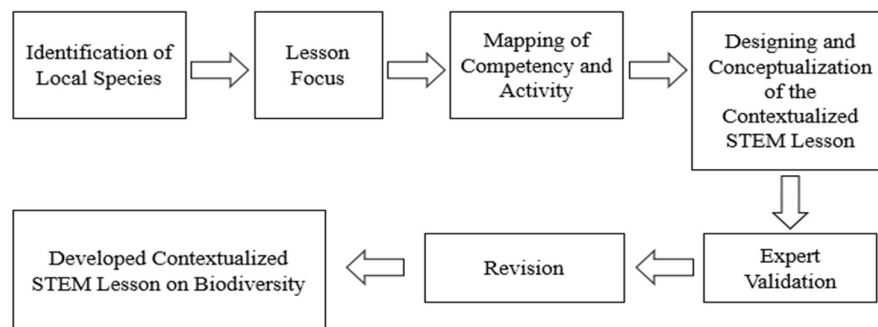 Identification of
Local Species
Lesson
Focus
Mapping of
Competency and
Activity
Designing and
Conceptualization
of the
Contextualized
STEM Lesson
Expert
Validation
Revision
Developed Contextualized
STEM Lesson on Biodiversity